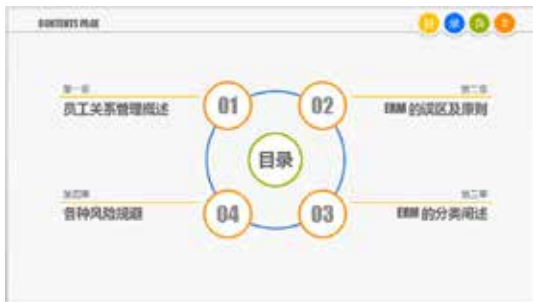 CONTENTS PAGE
目 录
第一章
员工关系管理概述
01
02
第二章
ERM 的误区及原则
目录
第四章
各种风险规避
04
03
第三章
ERM 的分类阐述